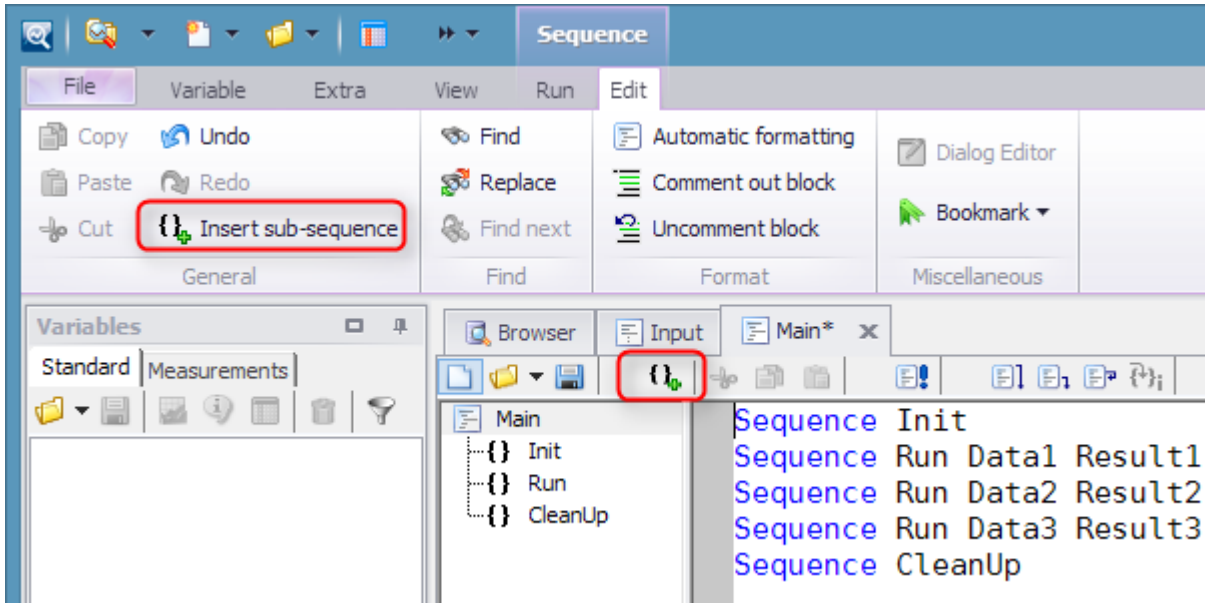 Sequence
File Variable Extra View Run Edit
Copy Undo Find Automatic formatting Dialog Editor
Paste Redo Replace Comment out block Bookmark
Cut Insert sub-sequence Find next Uncomment block
General Find Format Miscellaneous
Variables
Browser Input Main*
Standard Measurements
Main
Init
Run
CleanUp
Sequence Init
Sequence Run Data1 Result1
Sequence Run Data2 Result2
Sequence Run Data3 Result3
Sequence CleanUp